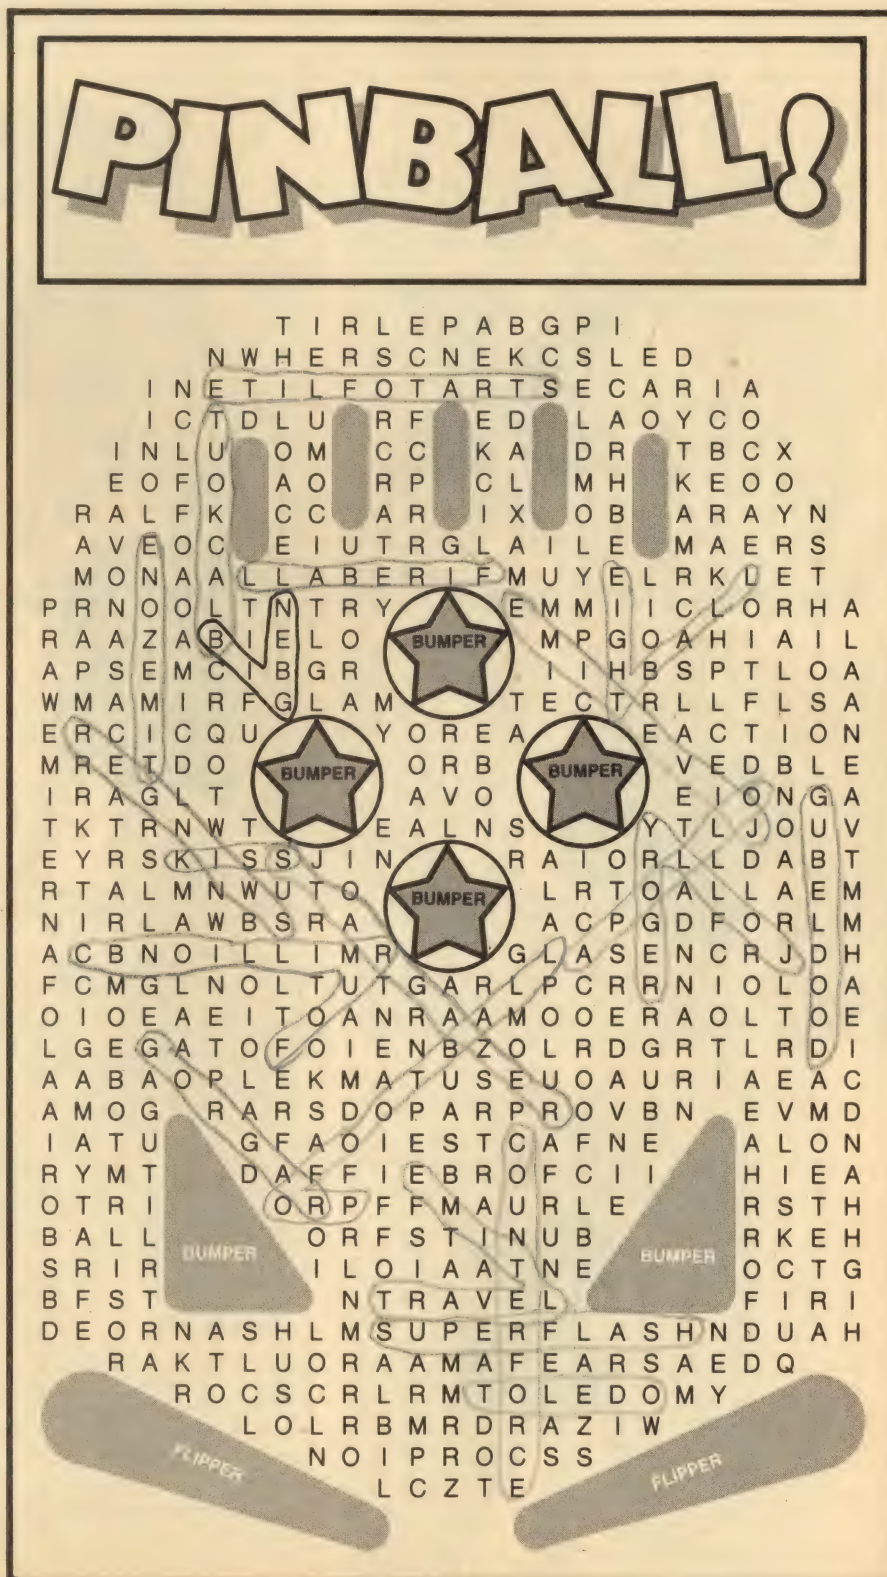 PINBALL!
T I R L E P A B G P I
N W H E R S C N E K C S L E D
I N E T I L F O T A R T S E C A R I A
I C T D L U R F E D L A O Y C O
I N L U O M C C K A D R T B C X
E O F O A O R P C L M H K E O O
R A L F K C C A R I X O B A R A Y N
A V E O C E I U T R G L A I L E M A E R S
M O N A A L L A B E R I F M U Y E L R K L E T
P R N O O L T N T R Y E M M I I C L O R H A
R A A Z A B I E L O BUMPER M P G O A H I A I L
A P S E M C I B G R I I H B S P T L O A
W M A M I R F G L A M T E C T R L L F L S A
E R C I C Q U Y O R E A E A C T I O N
M R E T D O BUMPER O R B BUMPER V E D B L E
I R A G L T A V O E I O N G A
T K T R N W T E A L N S Y T L J O U V
E Y R S K I S S J I N R A I O R L L D A B T
R T A L M N W U T O BUMPER L R T O A L L A E M
N I R L A W B S R A A C P G D F O R L M
A C B N O I L L I M R G L A S E N C R J D H
F C M G L N O L T U T G A R L P C R R N I O L O A
O I O E A E I T O A N R A A M O O E R A O L T O E
L G E G A T O F O I E N B Z O L R D G R T L R D I
A A B A O P L E K M A T U S E U O A U R I A E A C
A M O G R A R S D O P A R P R O V B N E V M D
I A T U G F A O I E S T C A F N E A L O N
R Y M T D A F F I E B R O F C I I H I E A
O T R I O R P F F M A U R L E R S T H
B A L L BUMPER O R F S T I N U B BUMPER R K E H
S R I R I L O I A A T N E O C T G
B F S T N T R A V E L F I R I
D E O R N A S H L M S U P E R F L A S H N D U A H
R A K T L U O R A A M A F E A R S A E D Q
R O C S C R L R M T O L E D O M Y
L O L R B M R D R A Z I W
FLIPPER N O I P R O C S S FLIPPER
L C Z T E